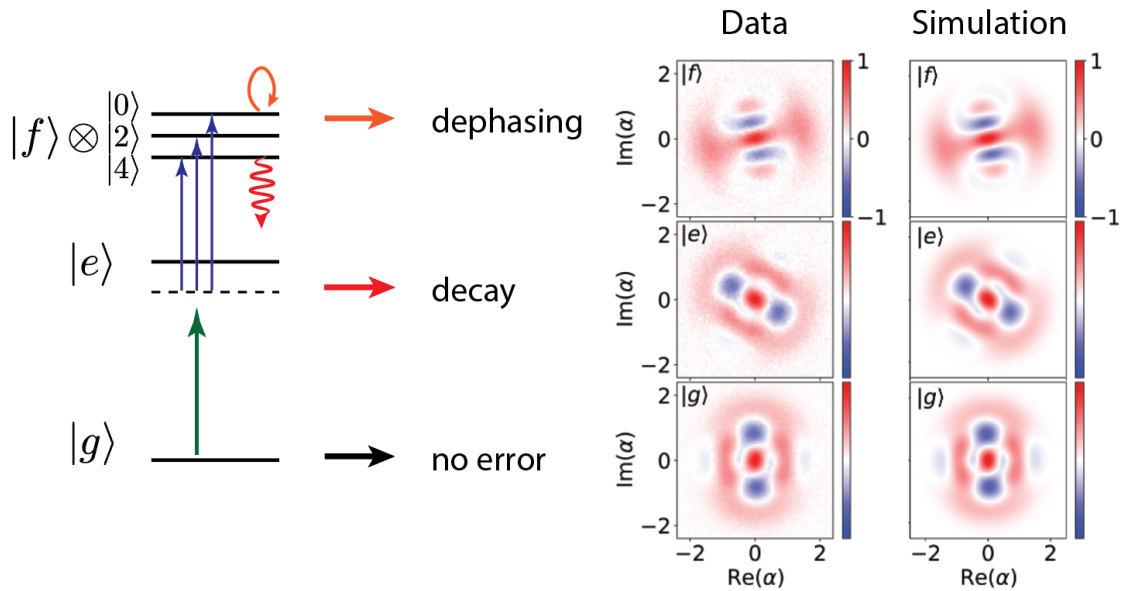 |0⟩
|f⟩ ⊗ |2⟩
|4⟩
|e⟩
|g⟩
dephasing
decay
no error
Data
Simulation
|f⟩
|f⟩
2
0
−2
Im(α)
1
0
−1
1
0
−1
|e⟩
|e⟩
2
0
−2
Im(α)
|g⟩
|g⟩
2
0
−2
Im(α)
−2 0 2
−2 0 2
Re(α)
Re(α)